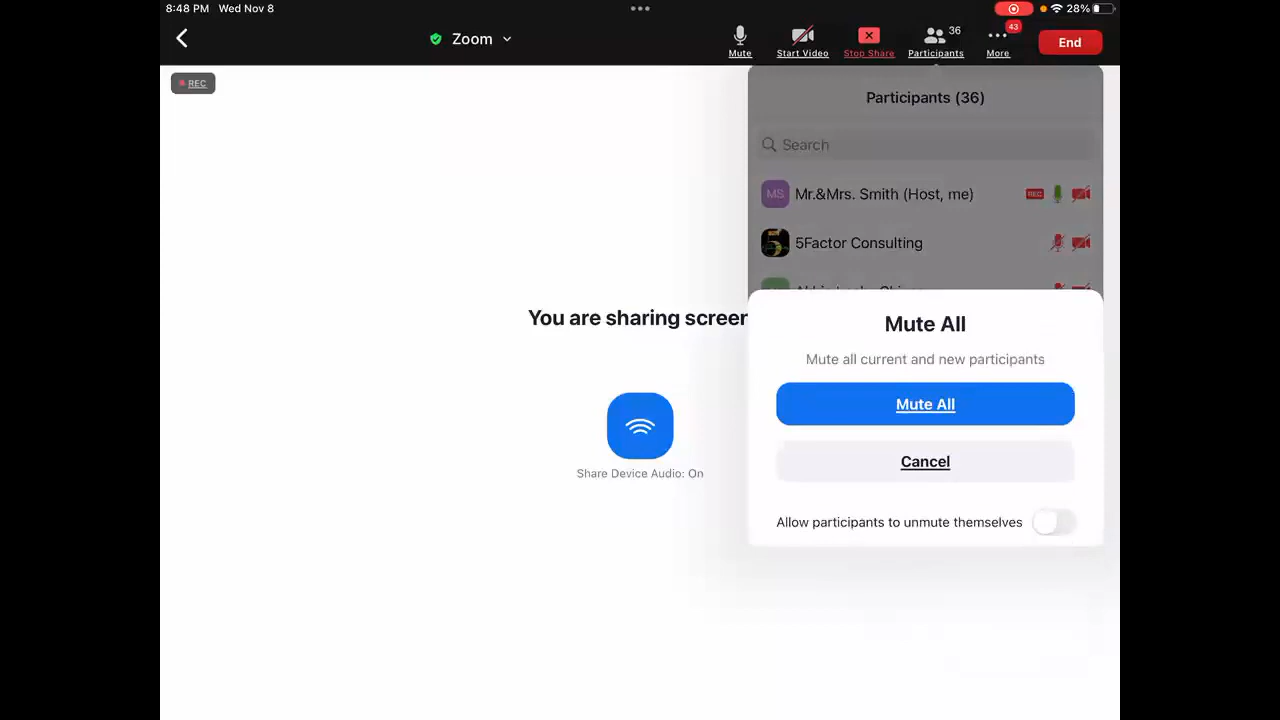 8:48 PM Wed Nov 8
28%
Zoom
Mute
Start Video
Stop Share
Participants
36
More
43
End
REC
Participants (36)
Search
MS Mr.&Mrs. Smith (Host, me) REC
5 5Factor Consulting
You are sharing screen
Mute All
Mute all current and new participants
Mute All
Cancel
Share Device Audio: On
Allow participants to unmute themselves